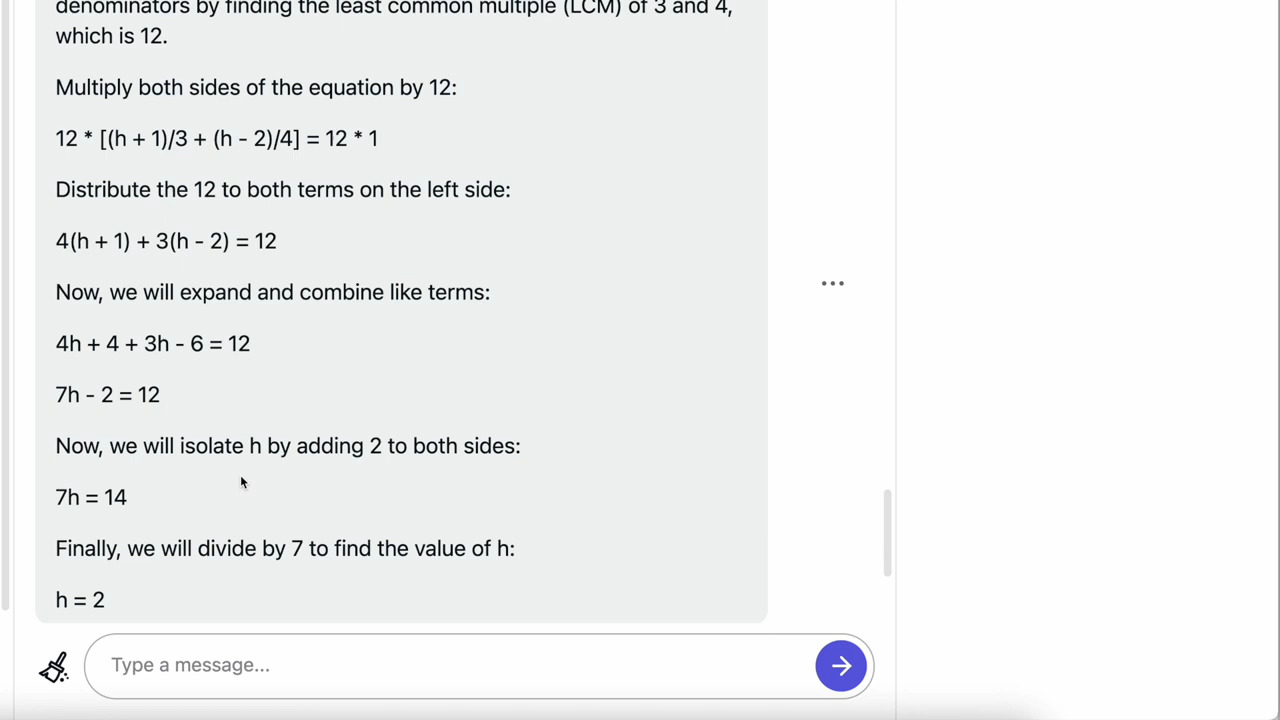 denominators by finding the least common multiple (LCM) of 3 and 4,
which is 12.
Multiply both sides of the equation by 12:
12 * [(h + 1)/3 + (h - 2)/4] = 12 * 1
Distribute the 12 to both terms on the left side:
4(h + 1) + 3(h - 2) = 12
Now, we will expand and combine like terms:
4h + 4 + 3h - 6 = 12
7h - 2 = 12
Now, we will isolate h by adding 2 to both sides:
7h = 14
Finally, we will divide by 7 to find the value of h:
h = 2
Type a message...